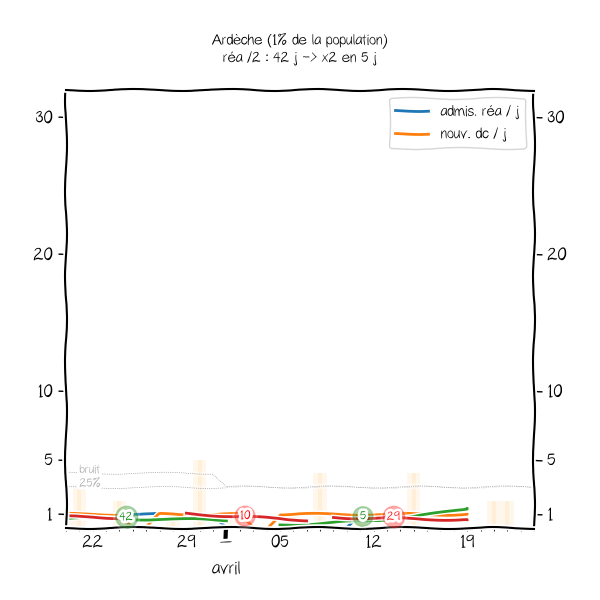 Ardèche (1% de la population)
réa /2 : 42 j -> x2 en 5 j
admis. réa / j
nouv. dc / j
30 30
20 20
10 10
5 5
bruit
25%
1 42 10 5 29 1
22 29 1 05 12 19
avril